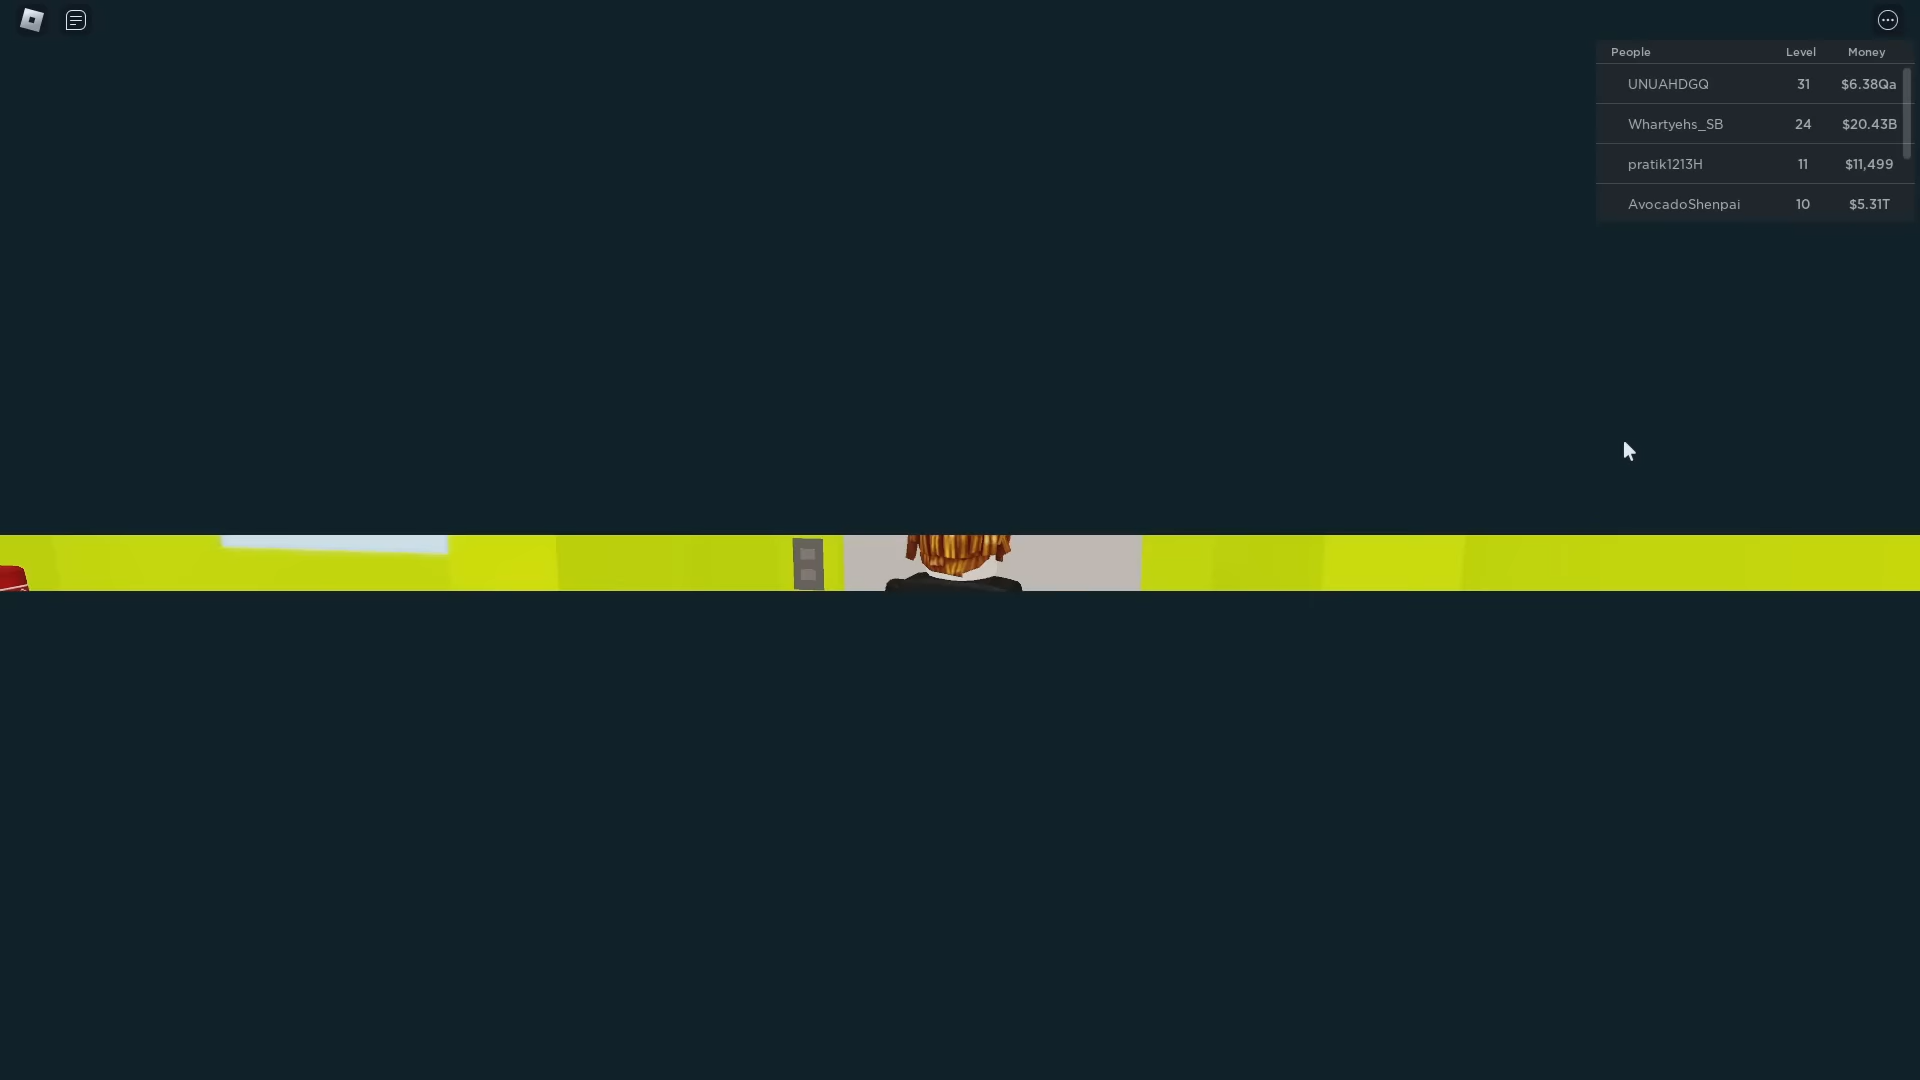 People Level Money
UNUAHDGQ 31 $6.38Qa
Whartyehs_SB 24 $20.43B
pratik1213H 11 $11,499
AvocadoShenpai 10 $5.31T